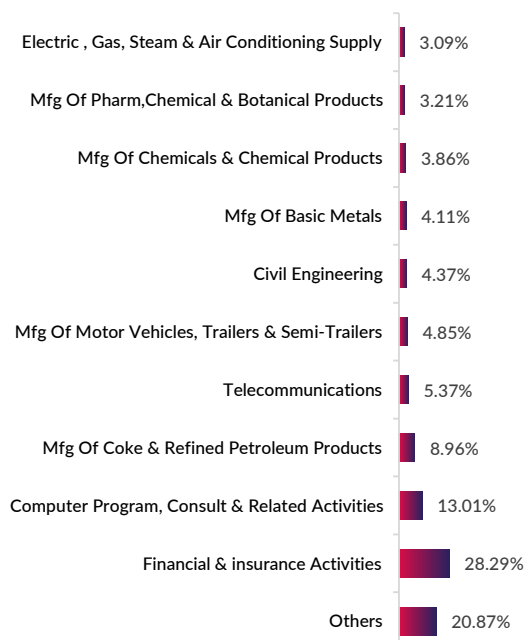 Electric , Gas, Steam & Air Conditioning Supply 3.09%
Mfg Of Pharm,Chemical & Botanical Products 3.21%
Mfg Of Chemicals & Chemical Products 3.86%
Mfg Of Basic Metals 4.11%
Civil Engineering 4.37%
Mfg Of Motor Vehicles, Trailers & Semi-Trailers 4.85%
Telecommunications 5.37%
Mfg Of Coke & Refined Petroleum Products 8.96%
Computer Program, Consult & Related Activities 13.01%
Financial & insurance Activities 28.29%
Others 20.87%